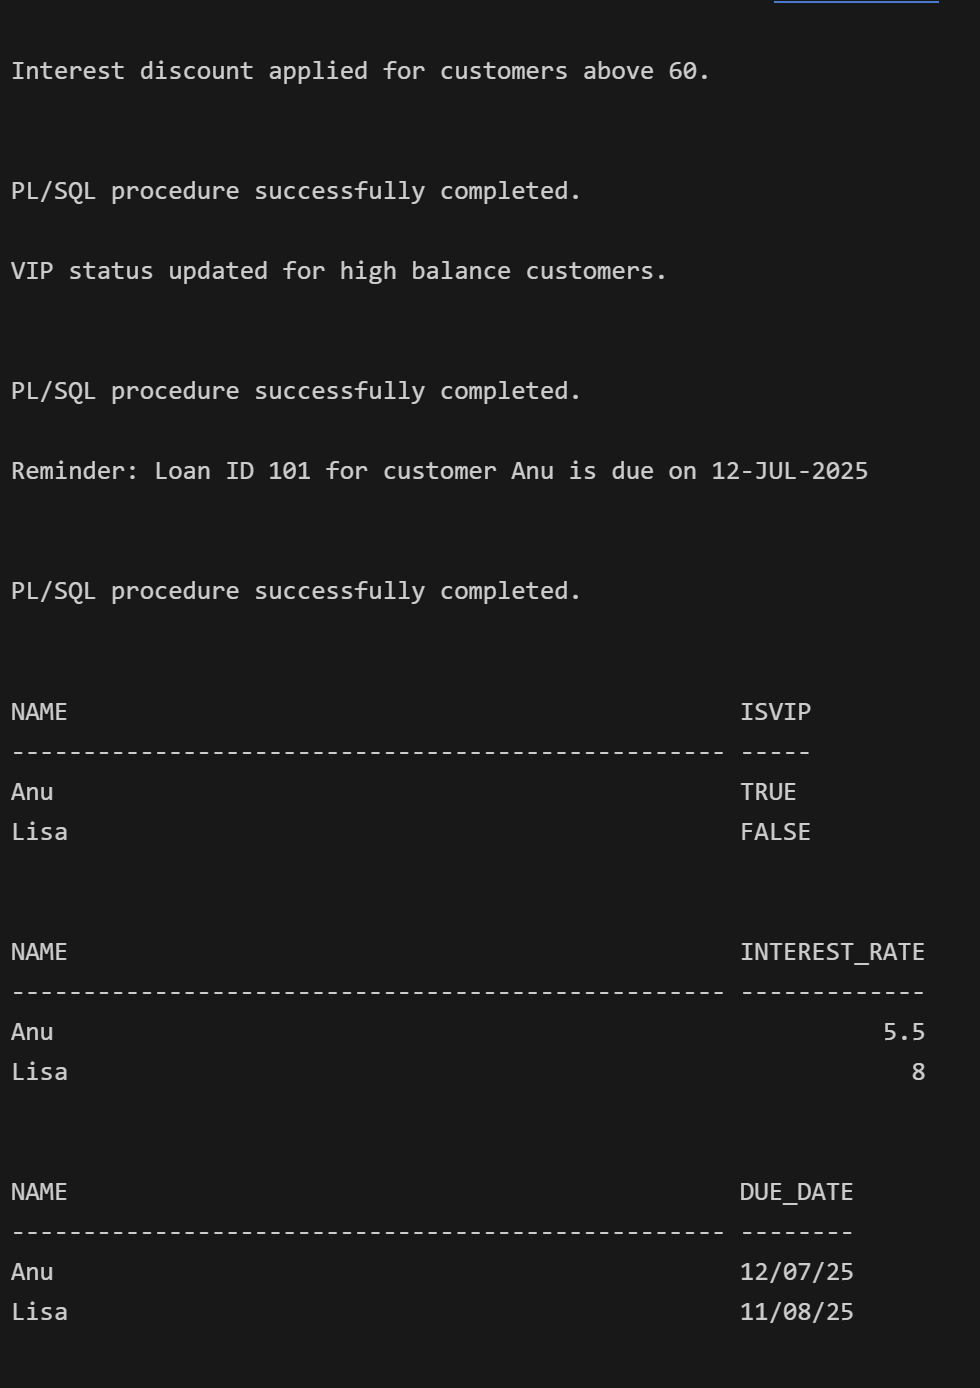 Interest discount applied for customers above 60.
PL/SQL procedure successfully completed.
VIP status updated for high balance customers.
PL/SQL procedure successfully completed.
Reminder: Loan ID 101 for customer Anu is due on 12-JUL-2025
PL/SQL procedure successfully completed.
NAME ISVIP
-------------------------------------------------- -----
Anu TRUE
Lisa FALSE
NAME INTEREST_RATE
-------------------------------------------------- -------------
Anu 5.5
Lisa 8
NAME DUE_DATE
-------------------------------------------------- --------
Anu 12/07/25
Lisa 11/08/25